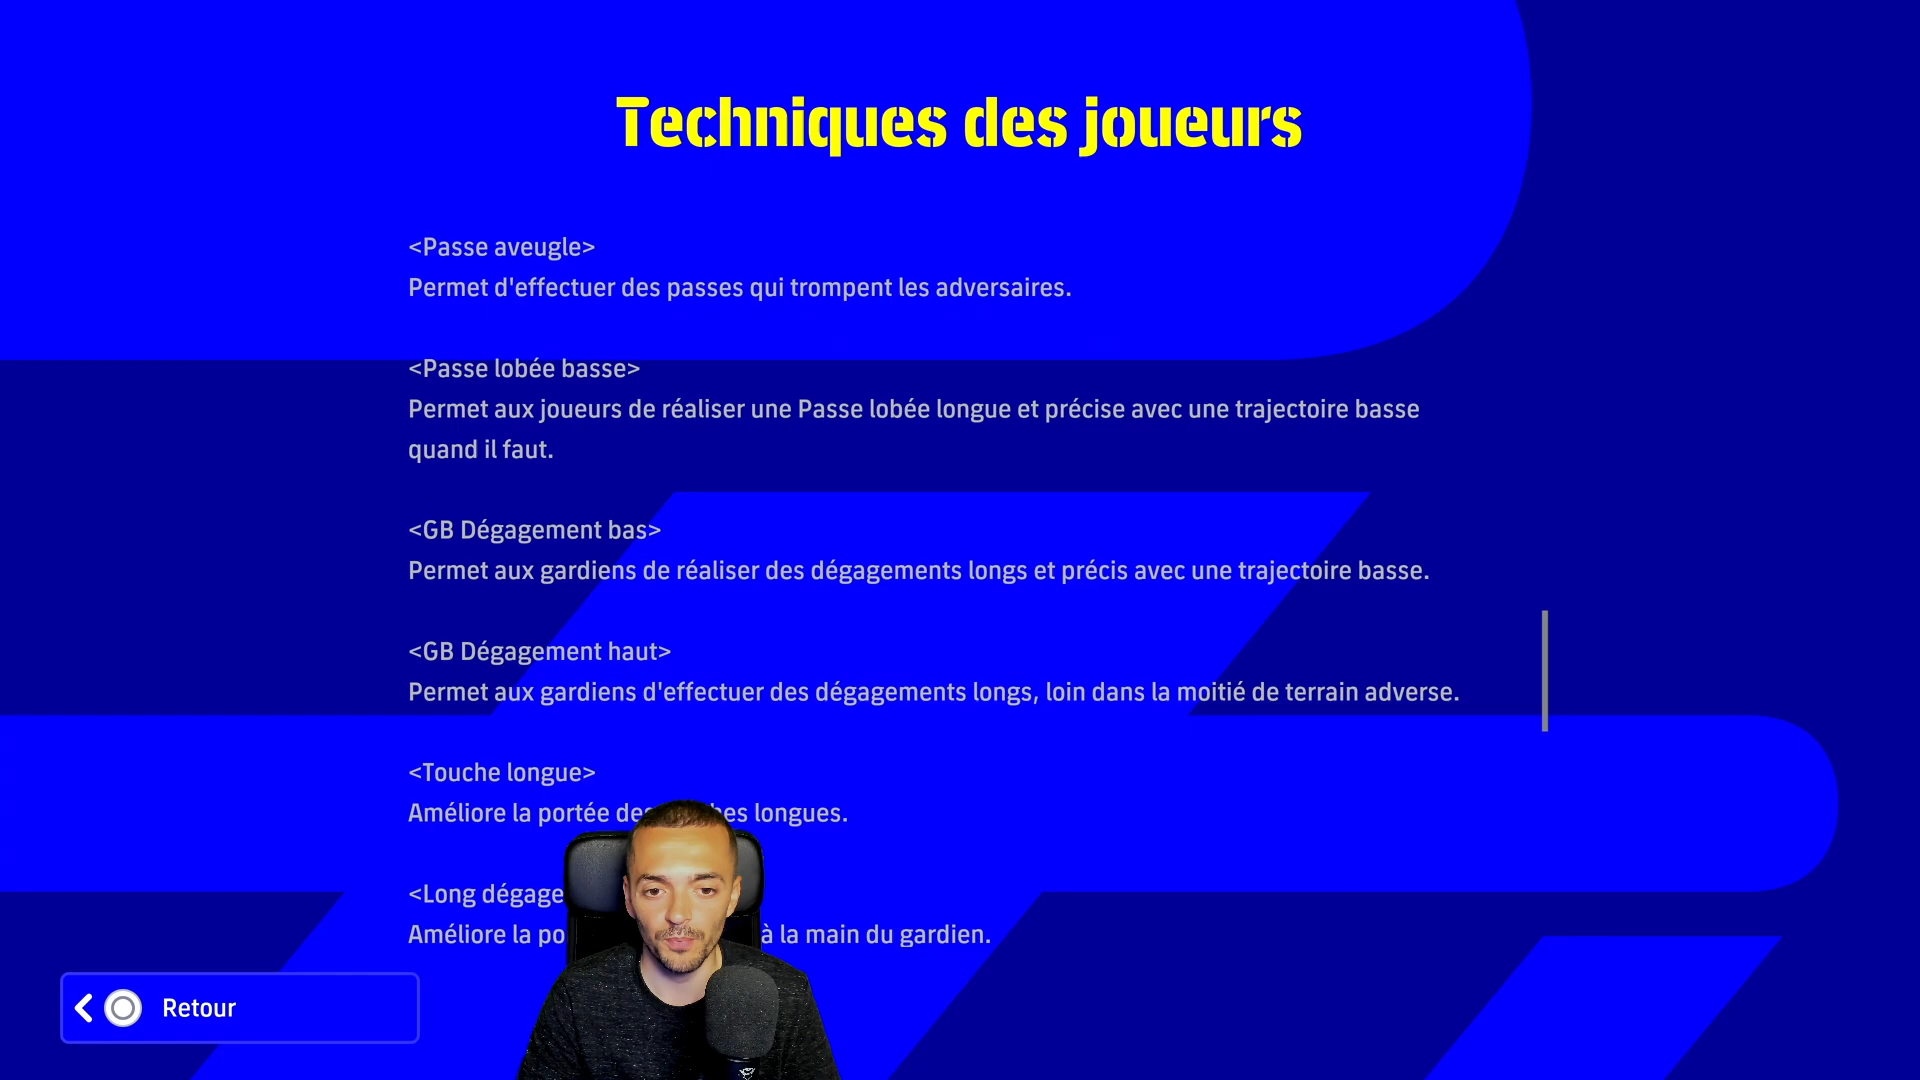 Techniques des joueurs
<Passe aveugle>
Permet d'effectuer des passes qui trompent les adversaires.
<Passe lobée basse>
Permet aux joueurs de réaliser une Passe lobée longue et précise avec une trajectoire basse
quand il faut.
<GB Dégagement bas>
Permet aux gardiens de réaliser des dégagements longs et précis avec une trajectoire basse.
<GB Dégagement haut>
Permet aux gardiens d'effectuer des dégagements longs, loin dans la moitié de terrain adverse.
<Touche longue>
Améliore la portée longues.
<Long
Améliore la à la main du gardien.
Retour